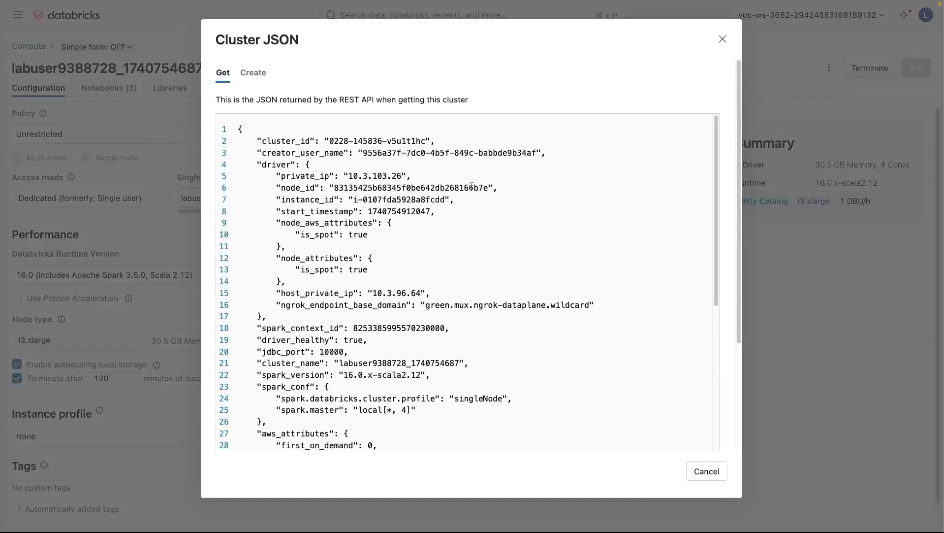 databricks
Search data, notebooks, recents, and more...
⌘ + P
L
Compute
Simple form: OFF
labuser9388728_1740754687
Terminate
Configuration
Notebooks (3)
Libraries
Policy
Unrestricted
Multi node
Single node
Access mode
Single
Dedicated (formerly: Single user)
labus
Performance
Databricks Runtime Version
16.0 (includes Apache Spark 3.5.0, Scala 2.12)
Use Photon Acceleration
Node type
i3.xlarge
30.5 GB Mem
Enable autoscaling local storage
Terminate after
120
minutes of inac
Instance profile
None
Tags
No custom tags
Automatically added tags
ummary
Driver
30.5 GB Memory, 4 Cores
untime
16.0.x-scala2.12
nity Catalog
i3.xlarge
1 DBU/h
Cluster JSON
Get
Create
This is the JSON returned by the REST API when getting this cluster
1 {
2 "cluster_id": "0228-145836-v5u1t1hc",
3 "creator_user_name": "9556a37f-7dc0-4b5f-849c-babbde9b34af",
4 "driver": {
5 "private_ip": "10.3.103.26",
6 "node_id": "83135425b68345f0be642db268166b7e",
7 "instance_id": "i-0107fda5928a8fcdd",
8 "start_timestamp": 1740754912047,
9 "node_aws_attributes": {
10 "is_spot": true
11 },
12 "node_attributes": {
13 "is_spot": true
14 },
15 "host_private_ip": "10.3.96.64",
16 "ngrok_endpoint_base_domain": "green.mux.ngrok-dataplane.wildcard"
17 },
18 "spark_context_id": 8253385995570230000,
19 "driver_healthy": true,
20 "jdbc_port": 10000,
21 "cluster_name": "labuser9388728_1740754687",
22 "spark_version": "16.0.x-scala2.12",
23 "spark_conf": {
24 "spark.databricks.cluster.profile": "singleNode",
25 "spark.master": "local[*, 4]"
26 },
27 "aws_attributes": {
28 "first_on_demand": 0,
Cancel